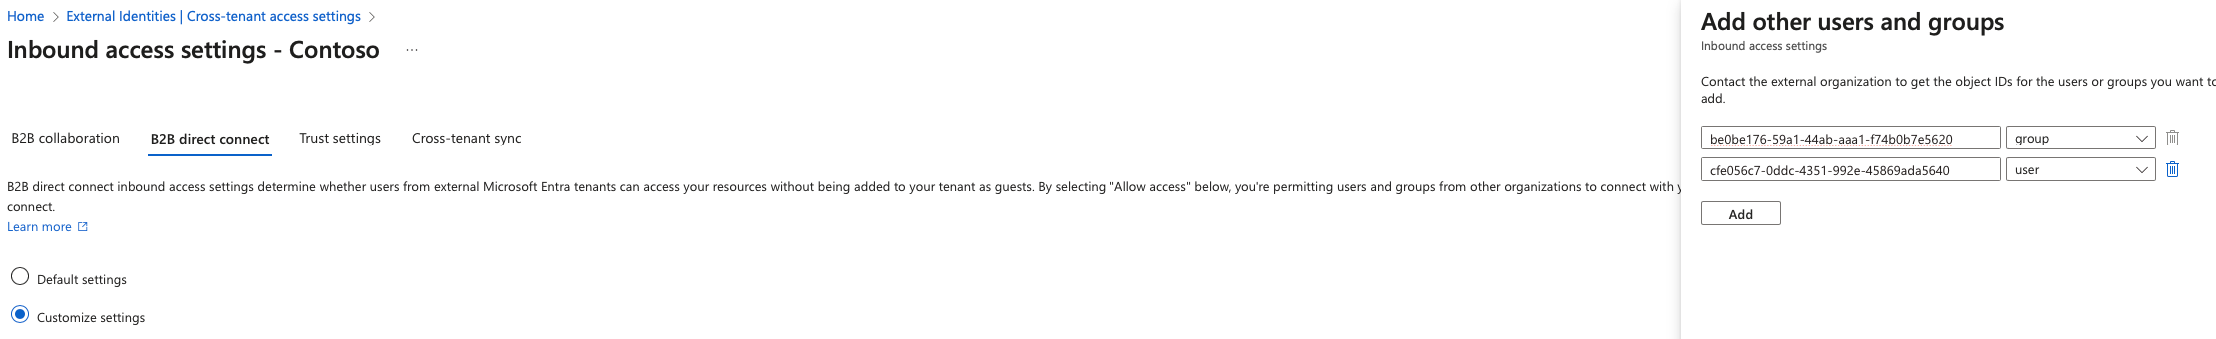 Home > External Identities | Cross-tenant access settings >
Inbound access settings - Contoso ...
B2B collaboration B2B direct connect Trust settings Cross-tenant sync
B2B direct connect inbound access settings determine whether users from external Microsoft Entra tenants can access your resources without being added to your tenant as guests. By selecting "Allow access" below, you're permitting users and groups from other organizations to connect with
connect.
Learn more
Default settings
Customize settings
Add other users and groups
Inbound access settings
Contact the external organization to get the object IDs for the users or groups you want to
add.
be0be176-59a1-44ab-aaa1-f74b0b7e5620 group
cfe056c7-0ddc-4351-992e-45869ada5640 user
Add